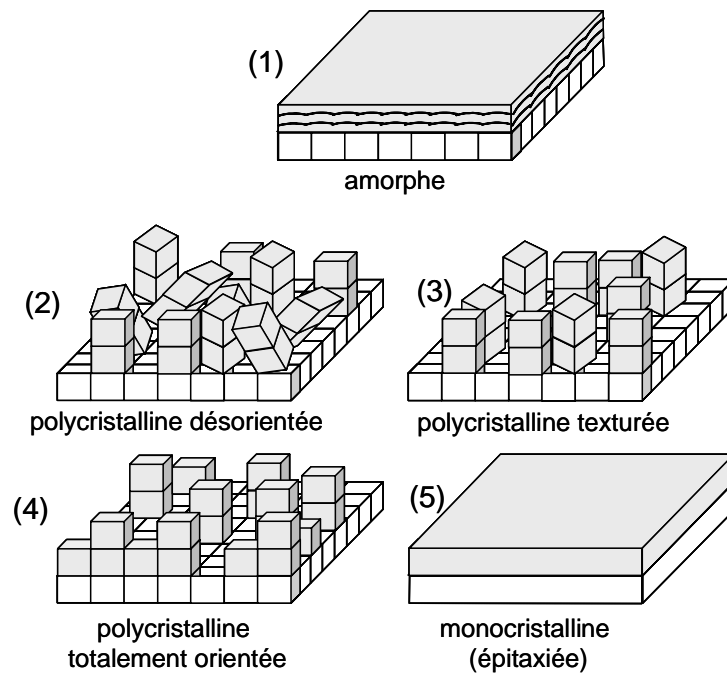 (1)
amorphe
(2)
(3)
polycristalline désorientée
polycristalline texturée
(4)
(5)
polycristalline
totalement orientée
monocristalline
(épitaxiée)